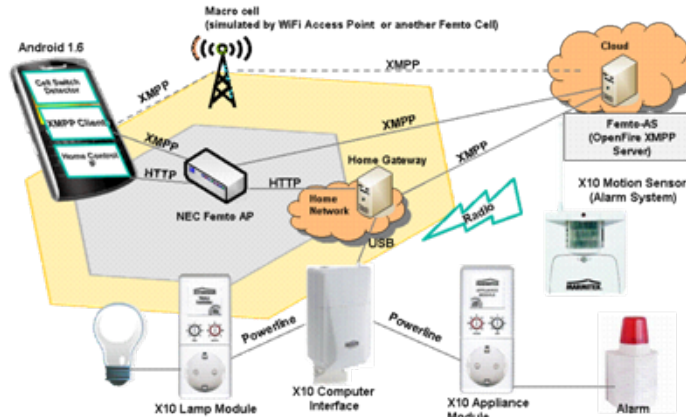 Macro cell
(simulated by WiFi Access Point or another Femto Cell)
Android 1.6
Cloud
Cell Switch
Detector
XMPP
XMPP
XMPP Client
XMPP
XMPP
Femto-AS
(OpenFire XMPP
Server)
Home Control
HTTP
Home Gateway
XMPP
HTTP
NEC Femto AP
Home
Network
X10 Motion Sensor
(Alarm System)
Radio
USB
MARMITEK
Powerline
Powerline
X10 Lamp Module
X10 Computer
Interface
X10 Appliance
Module
Alarm